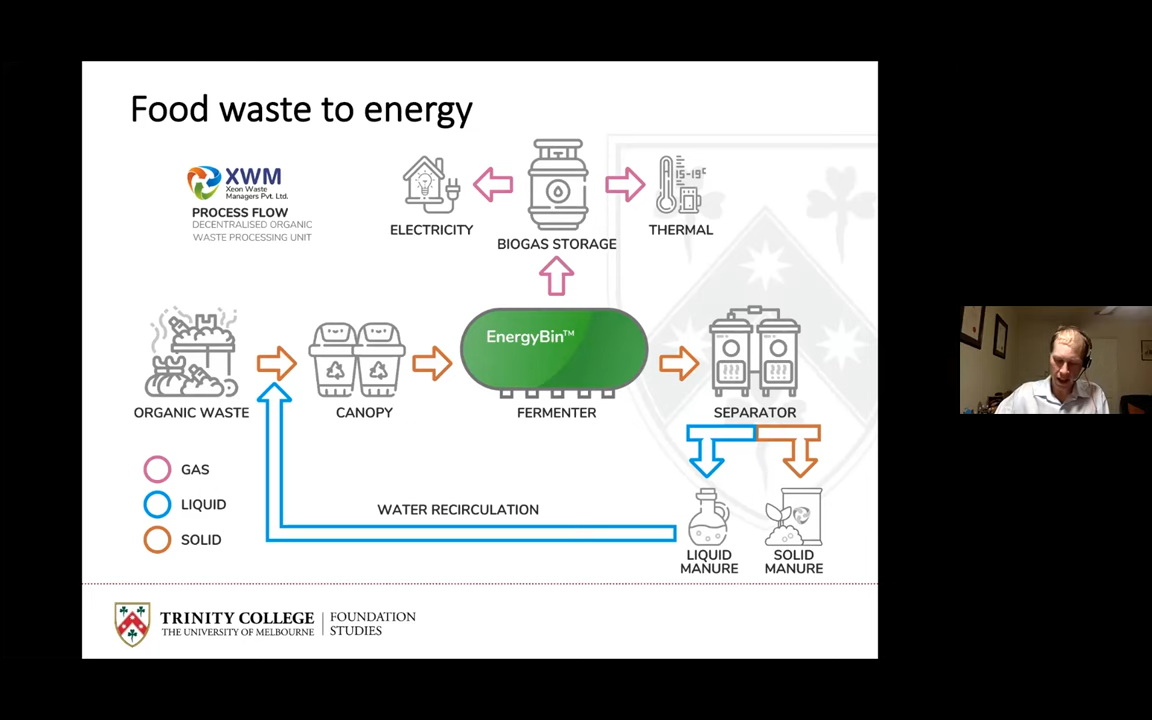 Food waste to energy
XWM
Xeon Waste
Managers Pvt. Ltd.
PROCESS FLOW
DECENTRALISED ORGANIC
WASTE PROCESSING UNIT
15-19°C
ELECTRICITY
BIOGAS STORAGE
THERMAL
EnergyBin™
ORGANIC WASTE
CANOPY
FERMENTER
SEPARATOR
GAS
LIQUID
SOLID
WATER RECIRCULATION
LIQUID
MANURE
SOLID
MANURE
TRINITY COLLEGE
THE UNIVERSITY OF MELBOURNE
FOUNDATION
STUDIES